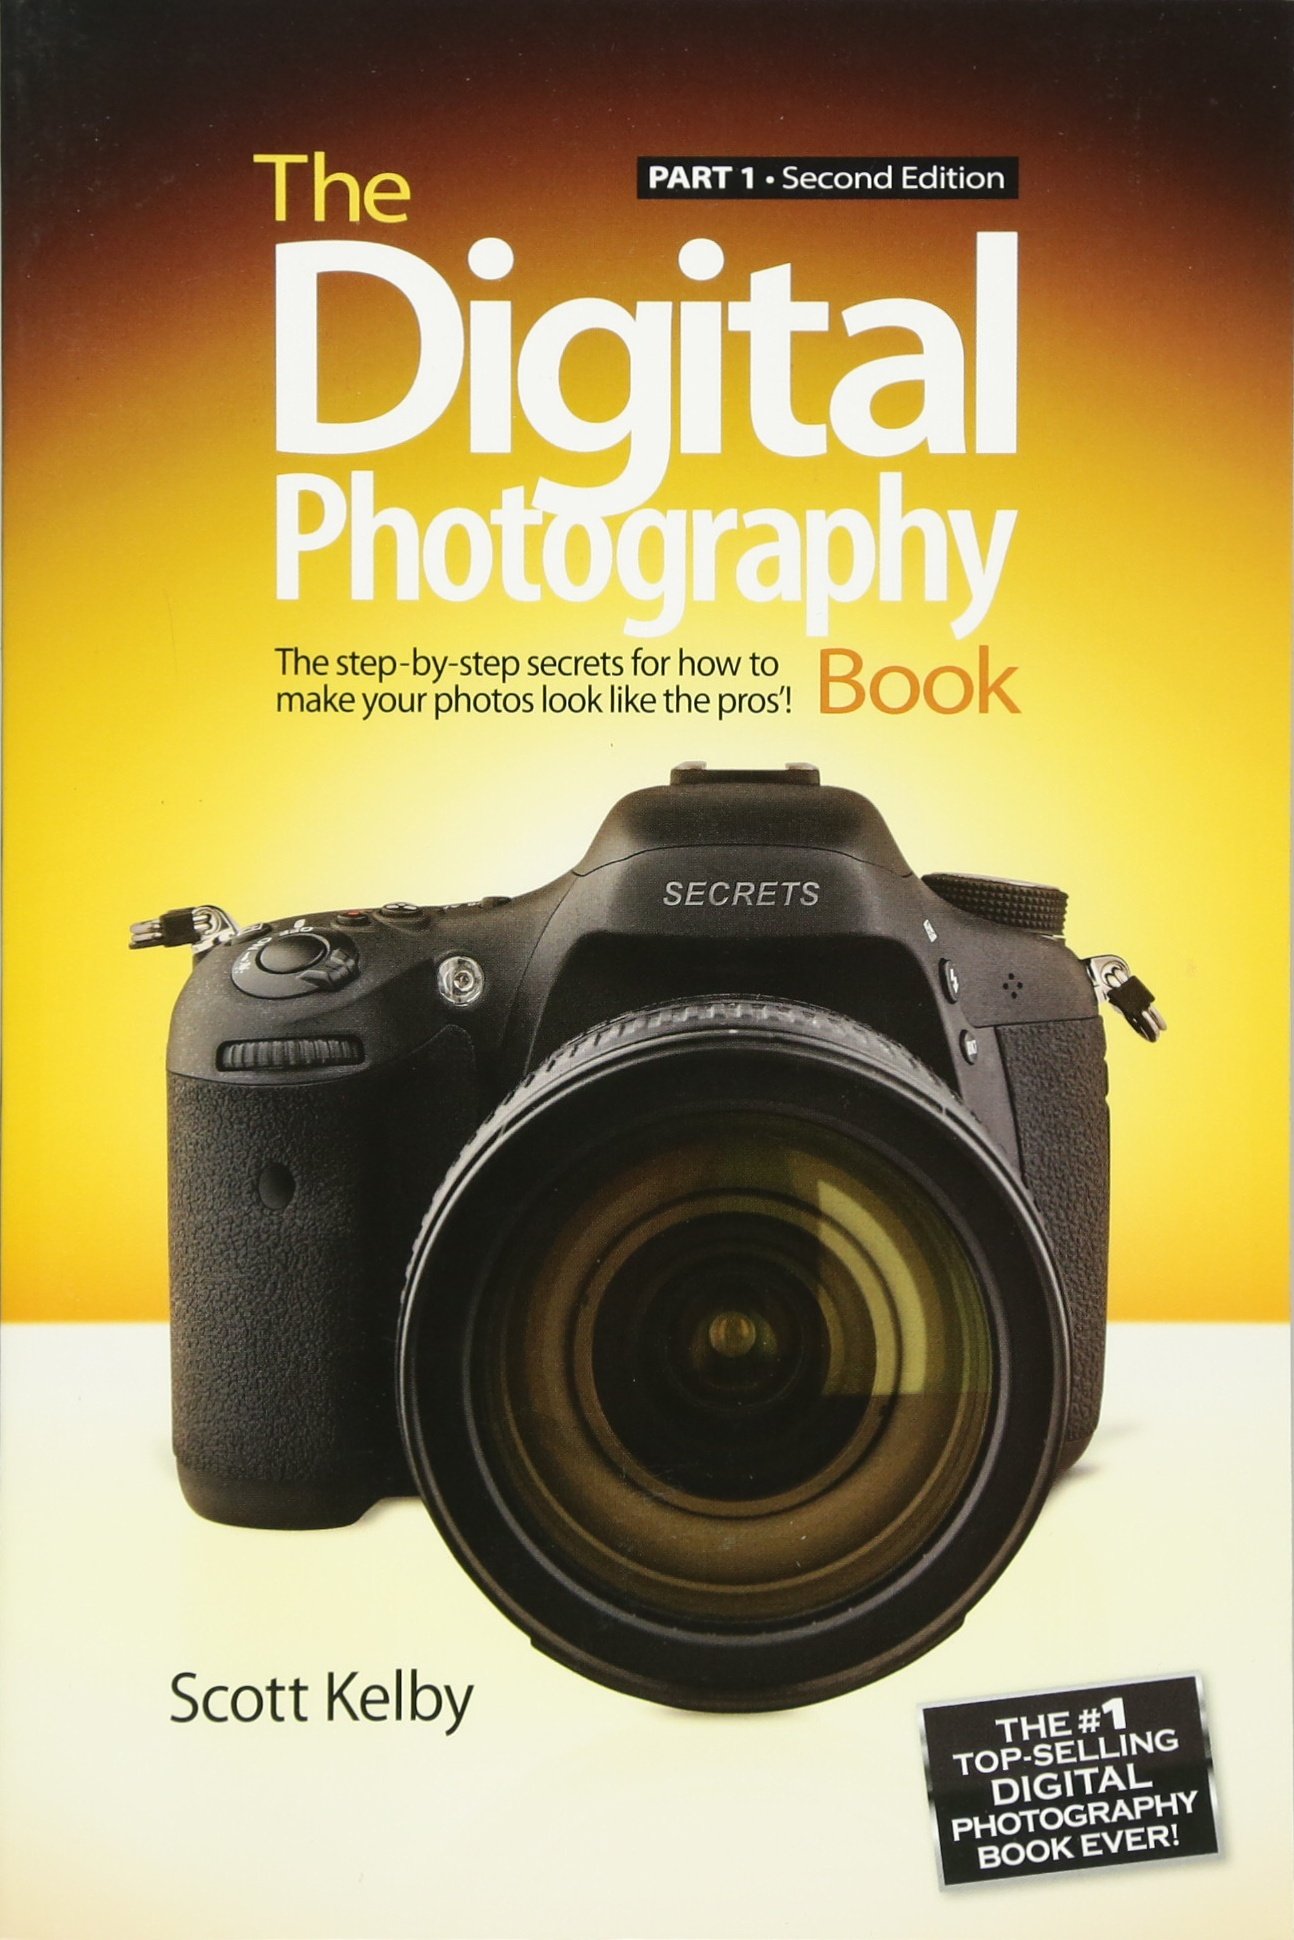 The
PART 1 • Second Edition
Digital
Photography
The step-by-step secrets for how to
make your photos look like the pros'!
Book
SECRETS
Scott Kelby
THE #1
TOP-SELLING
DIGITAL
PHOTOGRAPHY
BOOK EVER!